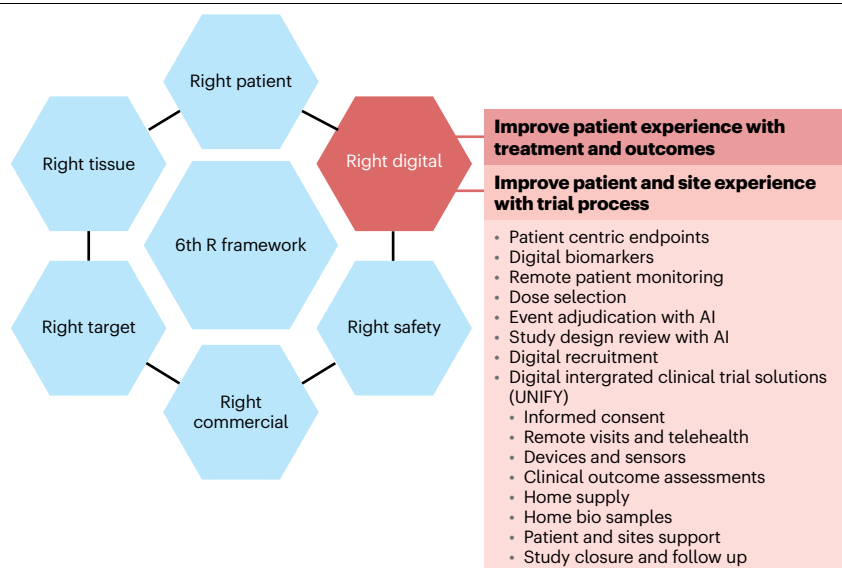 Right patient
Right tissue
Right digital
6th R framework
Right target
Right safety
Right
commercial
Improve patient experience with
treatment and outcomes
Improve patient and site experience
with trial process
• Patient centric endpoints
• Digital biomarkers
• Remote patient monitoring
• Dose selection
• Event adjudication with AI
• Study design review with AI
• Digital recruitment
• Digital intergrated clinical trial solutions
(UNIFY)
• Informed consent
• Remote visits and telehealth
• Devices and sensors
• Clinical outcome assessments
• Home supply
• Home bio samples
• Patient and sites support
• Study closure and follow up